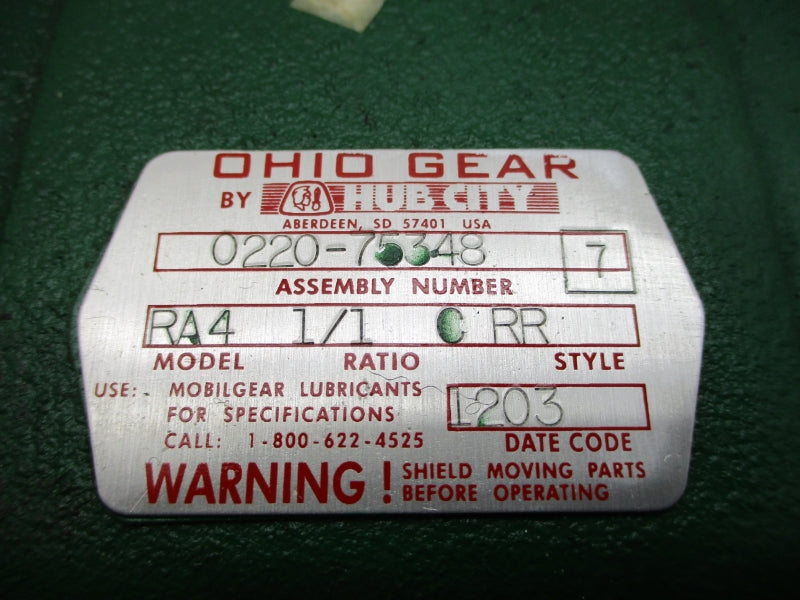 OHIO GEAR
BY HUB CITY
ABERDEEN, SD 57401 USA
0220-75348 7
ASSEMBLY NUMBER
RA4 1/1 C RR
MODEL RATIO STYLE
USE: MOBILGEAR LUBRICANTS
FOR SPECIFICATIONS 1203
CALL: 1-800-622-4525 DATE CODE
WARNING! SHIELD MOVING PARTS
BEFORE OPERATING